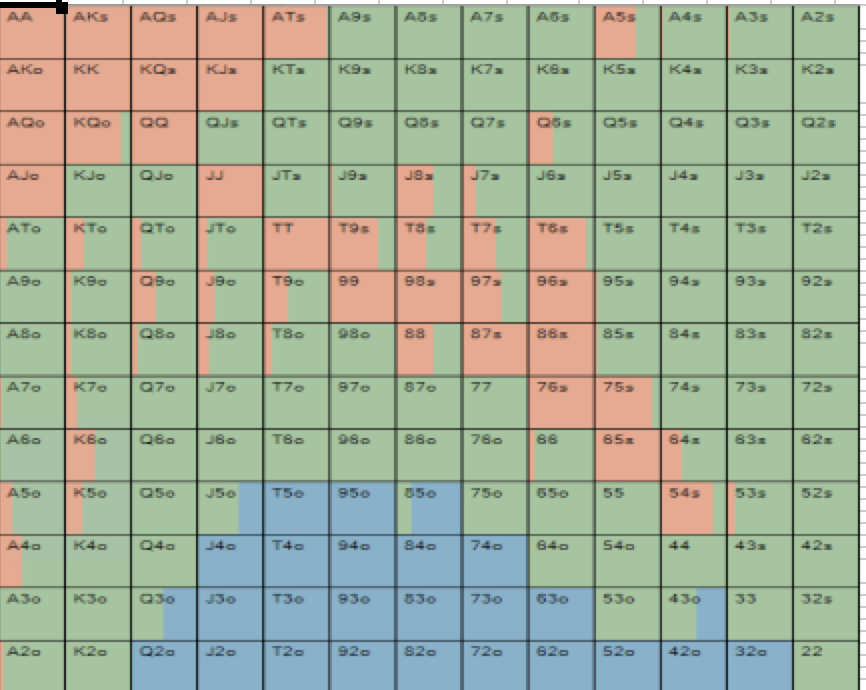 AA AKs AQs AJs ATs A9s A8s A7s A6s A5s A4s A3s A2s
AKo KK KQs KJs KTs K9s K8s K7s K6s K5s K4s K3s K2s
AQo KQo QQ QJs QTs Q9s Q8s Q7s Q6s Q5s Q4s Q3s Q2s
AJo KJo QJo JJ JTs J9s J8s J7s J6s J5s J4s J3s J2s
ATo KTo QTo JTo TT T9s T8s T7s T6s T5s T4s T3s T2s
A9o K9o Q9o J9o T9o 99 98s 97s 96s 95s 94s 93s 92s
A8o K8o Q8o J8o T8o 98o 88 87s 86s 85s 84s 83s 82s
A7o K7o Q7o J7o T7o 97o 87o 77 76s 75s 74s 73s 72s
A6o K6o Q6o J6o T6o 96o 86o 76o 66 65s 64s 63s 62s
A5o K5o Q5o J5o T5o 95o 85o 75o 65o 55 54s 53s 52s
A4o K4o Q4o J4o T4o 94o 84o 74o 64o 54o 44 43s 42s
A3o K3o Q3o J3o T3o 93o 83o 73o 63o 53o 43o 33 32s
A2o K2o Q2o J2o T2o 92o 82o 72o 62o 52o 42o 32o 22